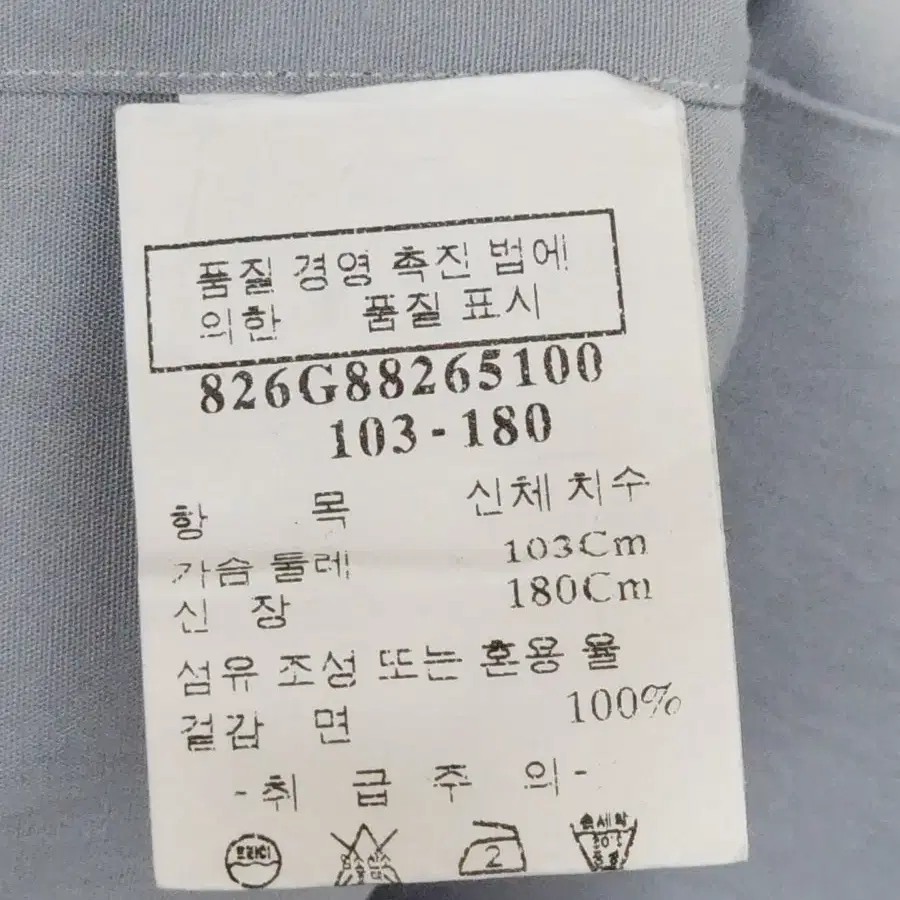 품질 경영 촉진 법에
의한 품질 표시
826G88265100
103-180
항 목 신체 치수
가슴 둘레 103Cm
신 장 180Cm
섬유 조성 또는 혼용 율
겉감 면 100%
-취 급 주 의-
드라이 2 손세탁
30℃
중성